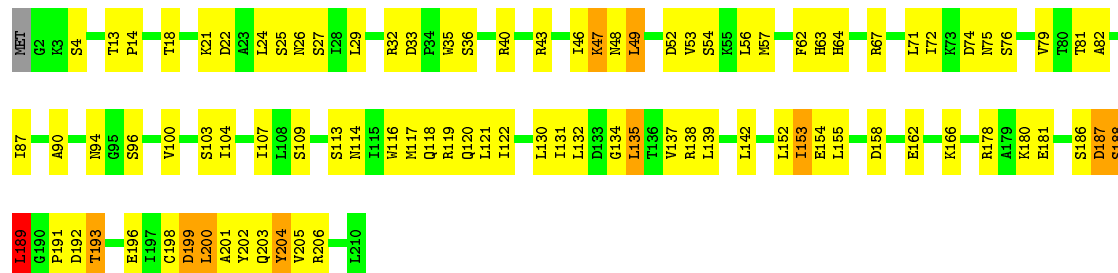 MET G2 K3 S4 T13 P14 T18 K21 D22 A23 L24 S25 N26 S27 I28 L29 R32 D33 P34 W35 S36 R40 R43 I46 K47 N48 L49 D52 V53 S54 K55 L56 M57 F62 H63 H64 R67 L71 I72 K73 D74 N75 S76 V79 T80 T81 A82
I87 A90 N94 G95 S96 V100 S103 I104 I107 L108 S109 S113 N114 I115 W116 M117 Q118 R119 Q120 L121 I122 L130 I131 L132 D133 G134 L135 T136 V137 R138 L139 L142 L152 I153 E154 L155 D158 E162 K166 R178 A179 K180 E181 S186 D187 S188
L189 G190 P191 D192 T193 E196 I197 C198 D199 L200 A201 Y202 Q203 Y204 V205 R206 L210